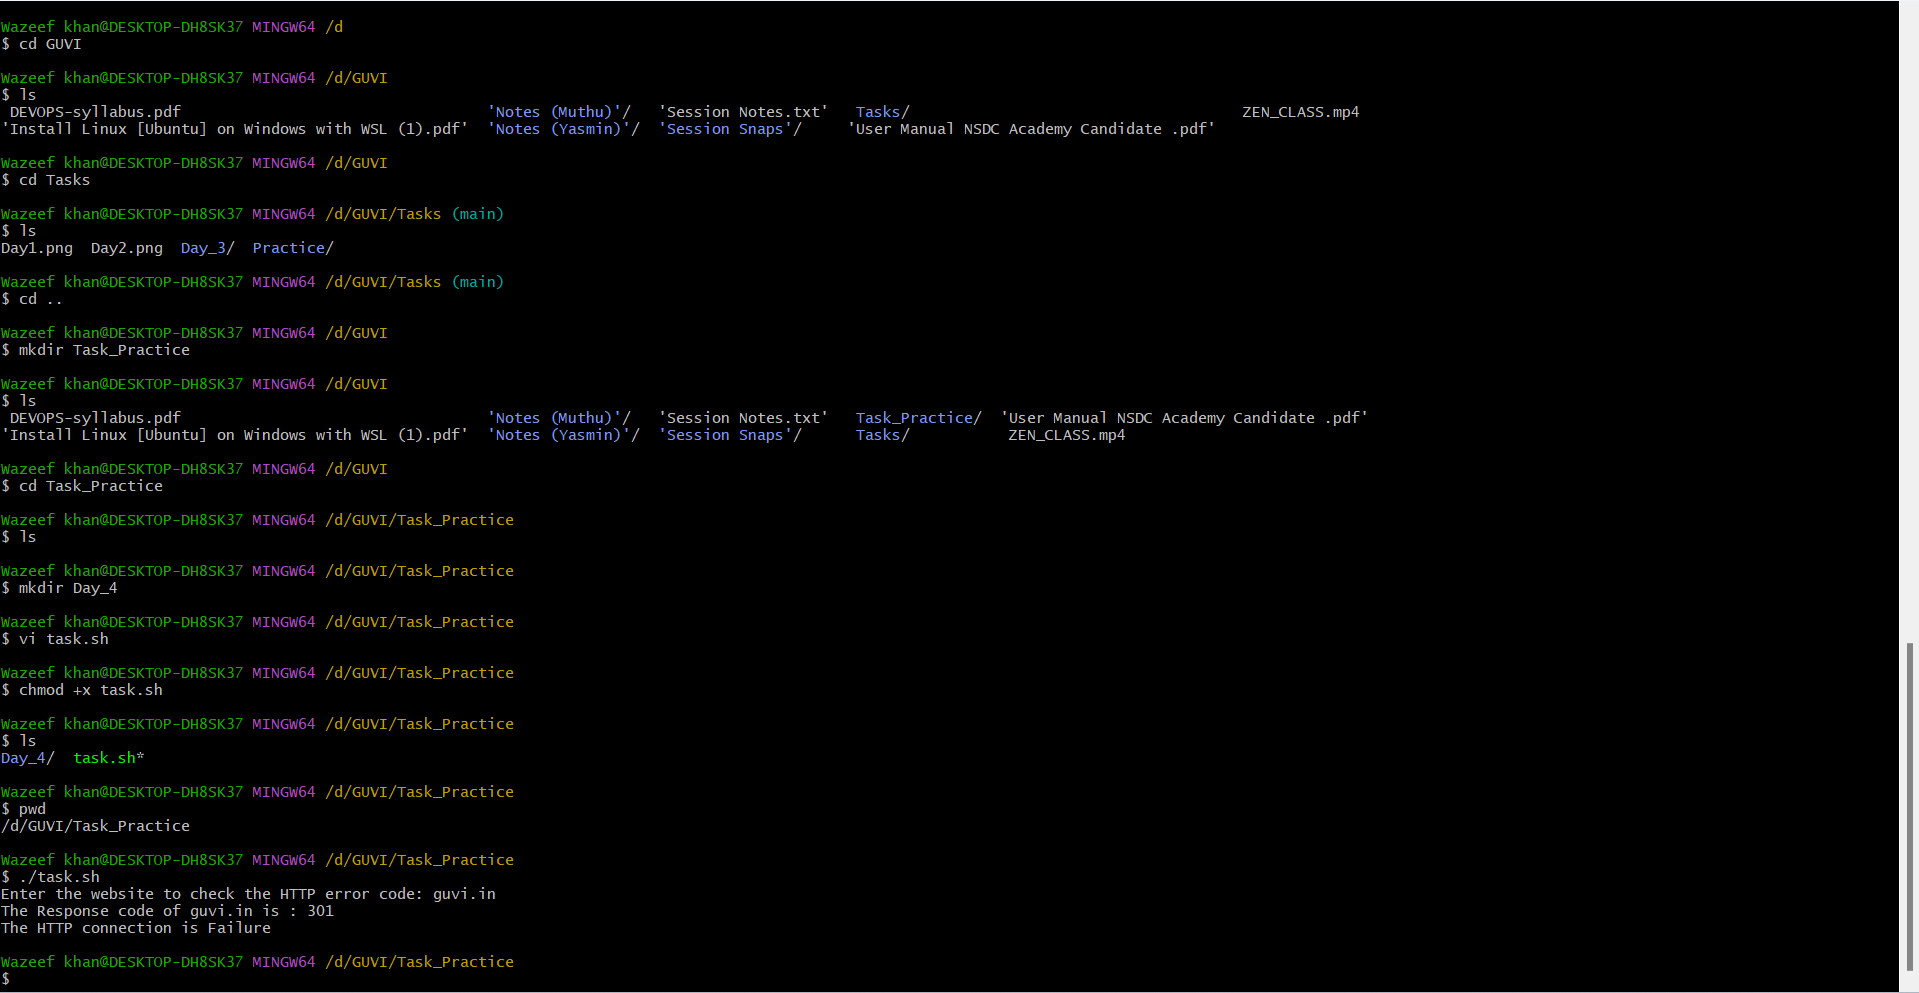 Wazeef khan@DESKTOP-DH8SK37 MINGW64 /d
$ cd GUVI
Wazeef khan@DESKTOP-DH8SK37 MINGW64 /d/GUVI
$ ls
 DEVOPS-syllabus.pdf                                  'Notes (Muthu)'/   'Session Notes.txt'   Tasks/                                     ZEN_CLASS.mp4
'Install Linux [Ubuntu] on Windows with WSL (1).pdf'  'Notes (Yasmin)'/  'Session Snaps'/     'User Manual NSDC Academy Candidate .pdf'
Wazeef khan@DESKTOP-DH8SK37 MINGW64 /d/GUVI
$ cd Tasks
Wazeef khan@DESKTOP-DH8SK37 MINGW64 /d/GUVI/Tasks (main)
$ ls
Day1.png  Day2.png  Day_3/  Practice/
Wazeef khan@DESKTOP-DH8SK37 MINGW64 /d/GUVI/Tasks (main)
$ cd ..
Wazeef khan@DESKTOP-DH8SK37 MINGW64 /d/GUVI
$ mkdir Task_Practice
Wazeef khan@DESKTOP-DH8SK37 MINGW64 /d/GUVI
$ ls
 DEVOPS-syllabus.pdf                                  'Notes (Muthu)'/   'Session Notes.txt'   Task_Practice/  'User Manual NSDC Academy Candidate .pdf'
'Install Linux [Ubuntu] on Windows with WSL (1).pdf'  'Notes (Yasmin)'/  'Session Snaps'/      Tasks/           ZEN_CLASS.mp4
Wazeef khan@DESKTOP-DH8SK37 MINGW64 /d/GUVI
$ cd Task_Practice
Wazeef khan@DESKTOP-DH8SK37 MINGW64 /d/GUVI/Task_Practice
$ ls
Wazeef khan@DESKTOP-DH8SK37 MINGW64 /d/GUVI/Task_Practice
$ mkdir Day_4
Wazeef khan@DESKTOP-DH8SK37 MINGW64 /d/GUVI/Task_Practice
$ vi task.sh
Wazeef khan@DESKTOP-DH8SK37 MINGW64 /d/GUVI/Task_Practice
$ chmod +x task.sh
Wazeef khan@DESKTOP-DH8SK37 MINGW64 /d/GUVI/Task_Practice
$ ls
Day_4/  task.sh*
Wazeef khan@DESKTOP-DH8SK37 MINGW64 /d/GUVI/Task_Practice
$ pwd
/d/GUVI/Task_Practice
Wazeef khan@DESKTOP-DH8SK37 MINGW64 /d/GUVI/Task_Practice
$ ./task.sh
Enter the website to check the HTTP error code: guvi.in
The Response code of guvi.in is : 301
The HTTP connection is Failure
Wazeef khan@DESKTOP-DH8SK37 MINGW64 /d/GUVI/Task_Practice
$